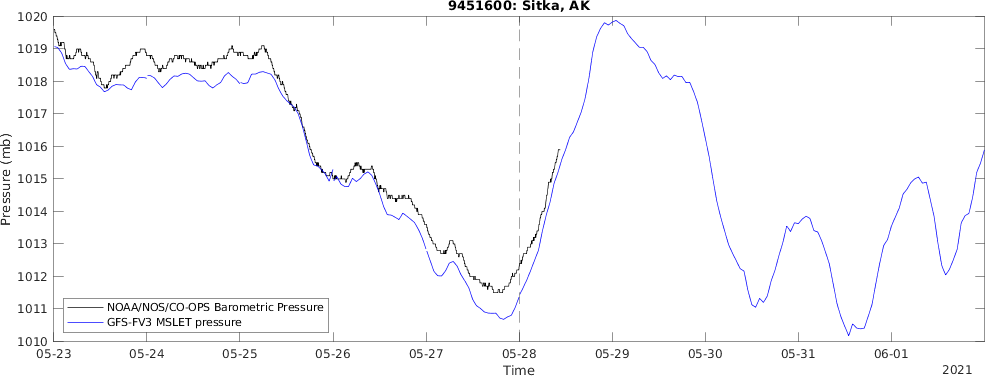 9451600: Sitka, AK
1020
1019
1018
1017
1016
1015
1014
1013
1012
1011
1010
Pressure (mb)
NOAA/NOS/CO-OPS Barometric Pressure
GFS-FV3 MSLET pressure
05-23 05-24 05-25 05-26 05-27 05-28 05-29 05-30 05-31 06-01
Time
2021